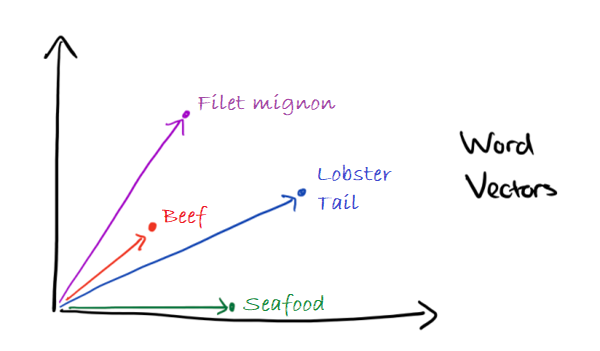 Filet mignon
Word
Vectors
Lobster
Tail
Beef
Seafood